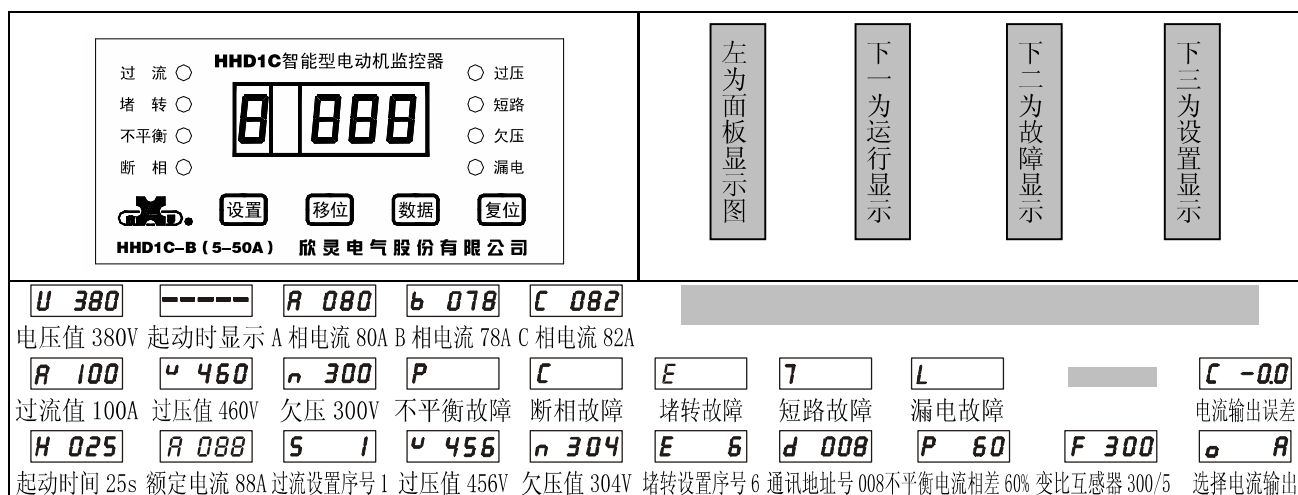 HHD1C智能型电动机监控器
过 流
堵 转
不平衡
断 相
8 888
过压
短路
欠压
漏电
设置
移位
数据
复位
HHD1C-B (5-50A)
欣灵电气股份有限公司
左为面板显示图
下一为运行显示
下二为故障显示
下三为设置显示
U 380 ----- A 080 b 078 C 082
电压值 380V 起动时显示 A 相电流 80A B 相电流 78A C 相电流 82A
A 100 u 460 n 300 P C E 7 L C -0.0
过流值 100A 过压值 460V 欠压 300V 不平衡故障 断相故障 堵转故障 短路故障 漏电故障 电流输出误差
H 025 A 088 S 1 u 456 n 304 E 6 d 008 P 60 F 300 o A
起动时间 25s 额定电流 88A 过流设置序号 1 过压值 456V 欠压值 304V 堵转设置序号 6 通讯地址号 008 不平衡电流相差 60% 变比互感器 300/5 选择电流输出